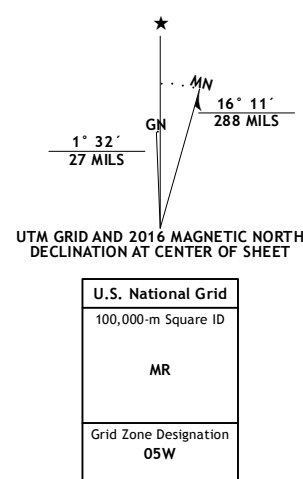 ★
MN
GN
16° 11´
288 MILS
1° 32´
27 MILS
UTM GRID AND 2016 MAGNETIC NORTH
DECLINATION AT CENTER OF SHEET
U.S. National Grid
100,000-m Square ID
MR
Grid Zone Designation
05W